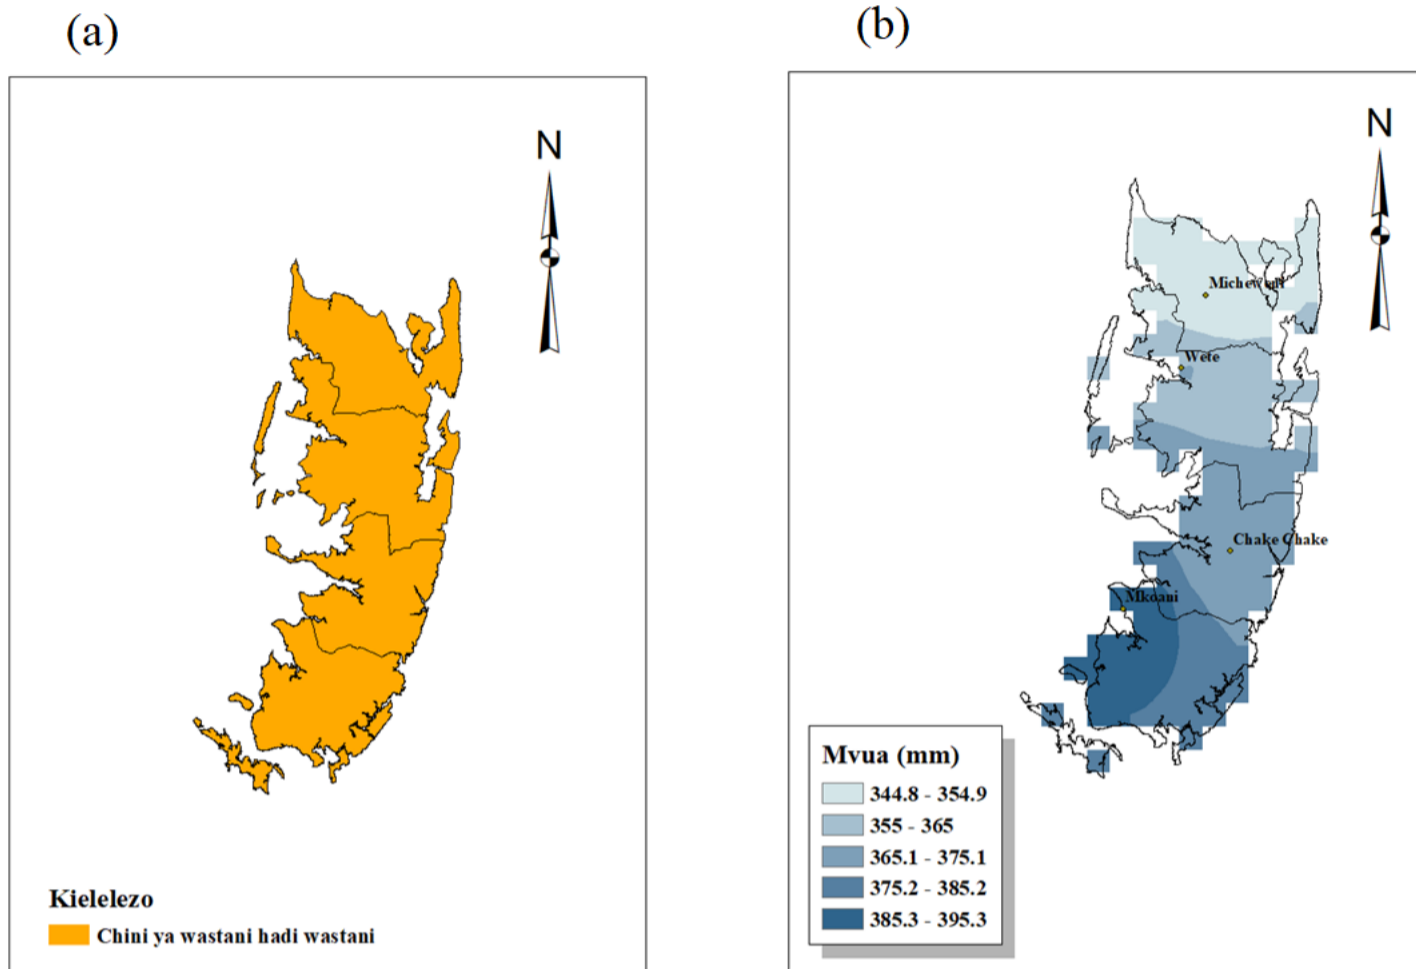 (a)
N
Kielelezo
Chini ya wastani hadi wastani
(b)
N
Micheweni
Wete
Chake Chake
Mkoani
Mvua (mm)
344.8 - 354.9
355 - 365
365.1 - 375.1
375.2 - 385.2
385.3 - 395.3